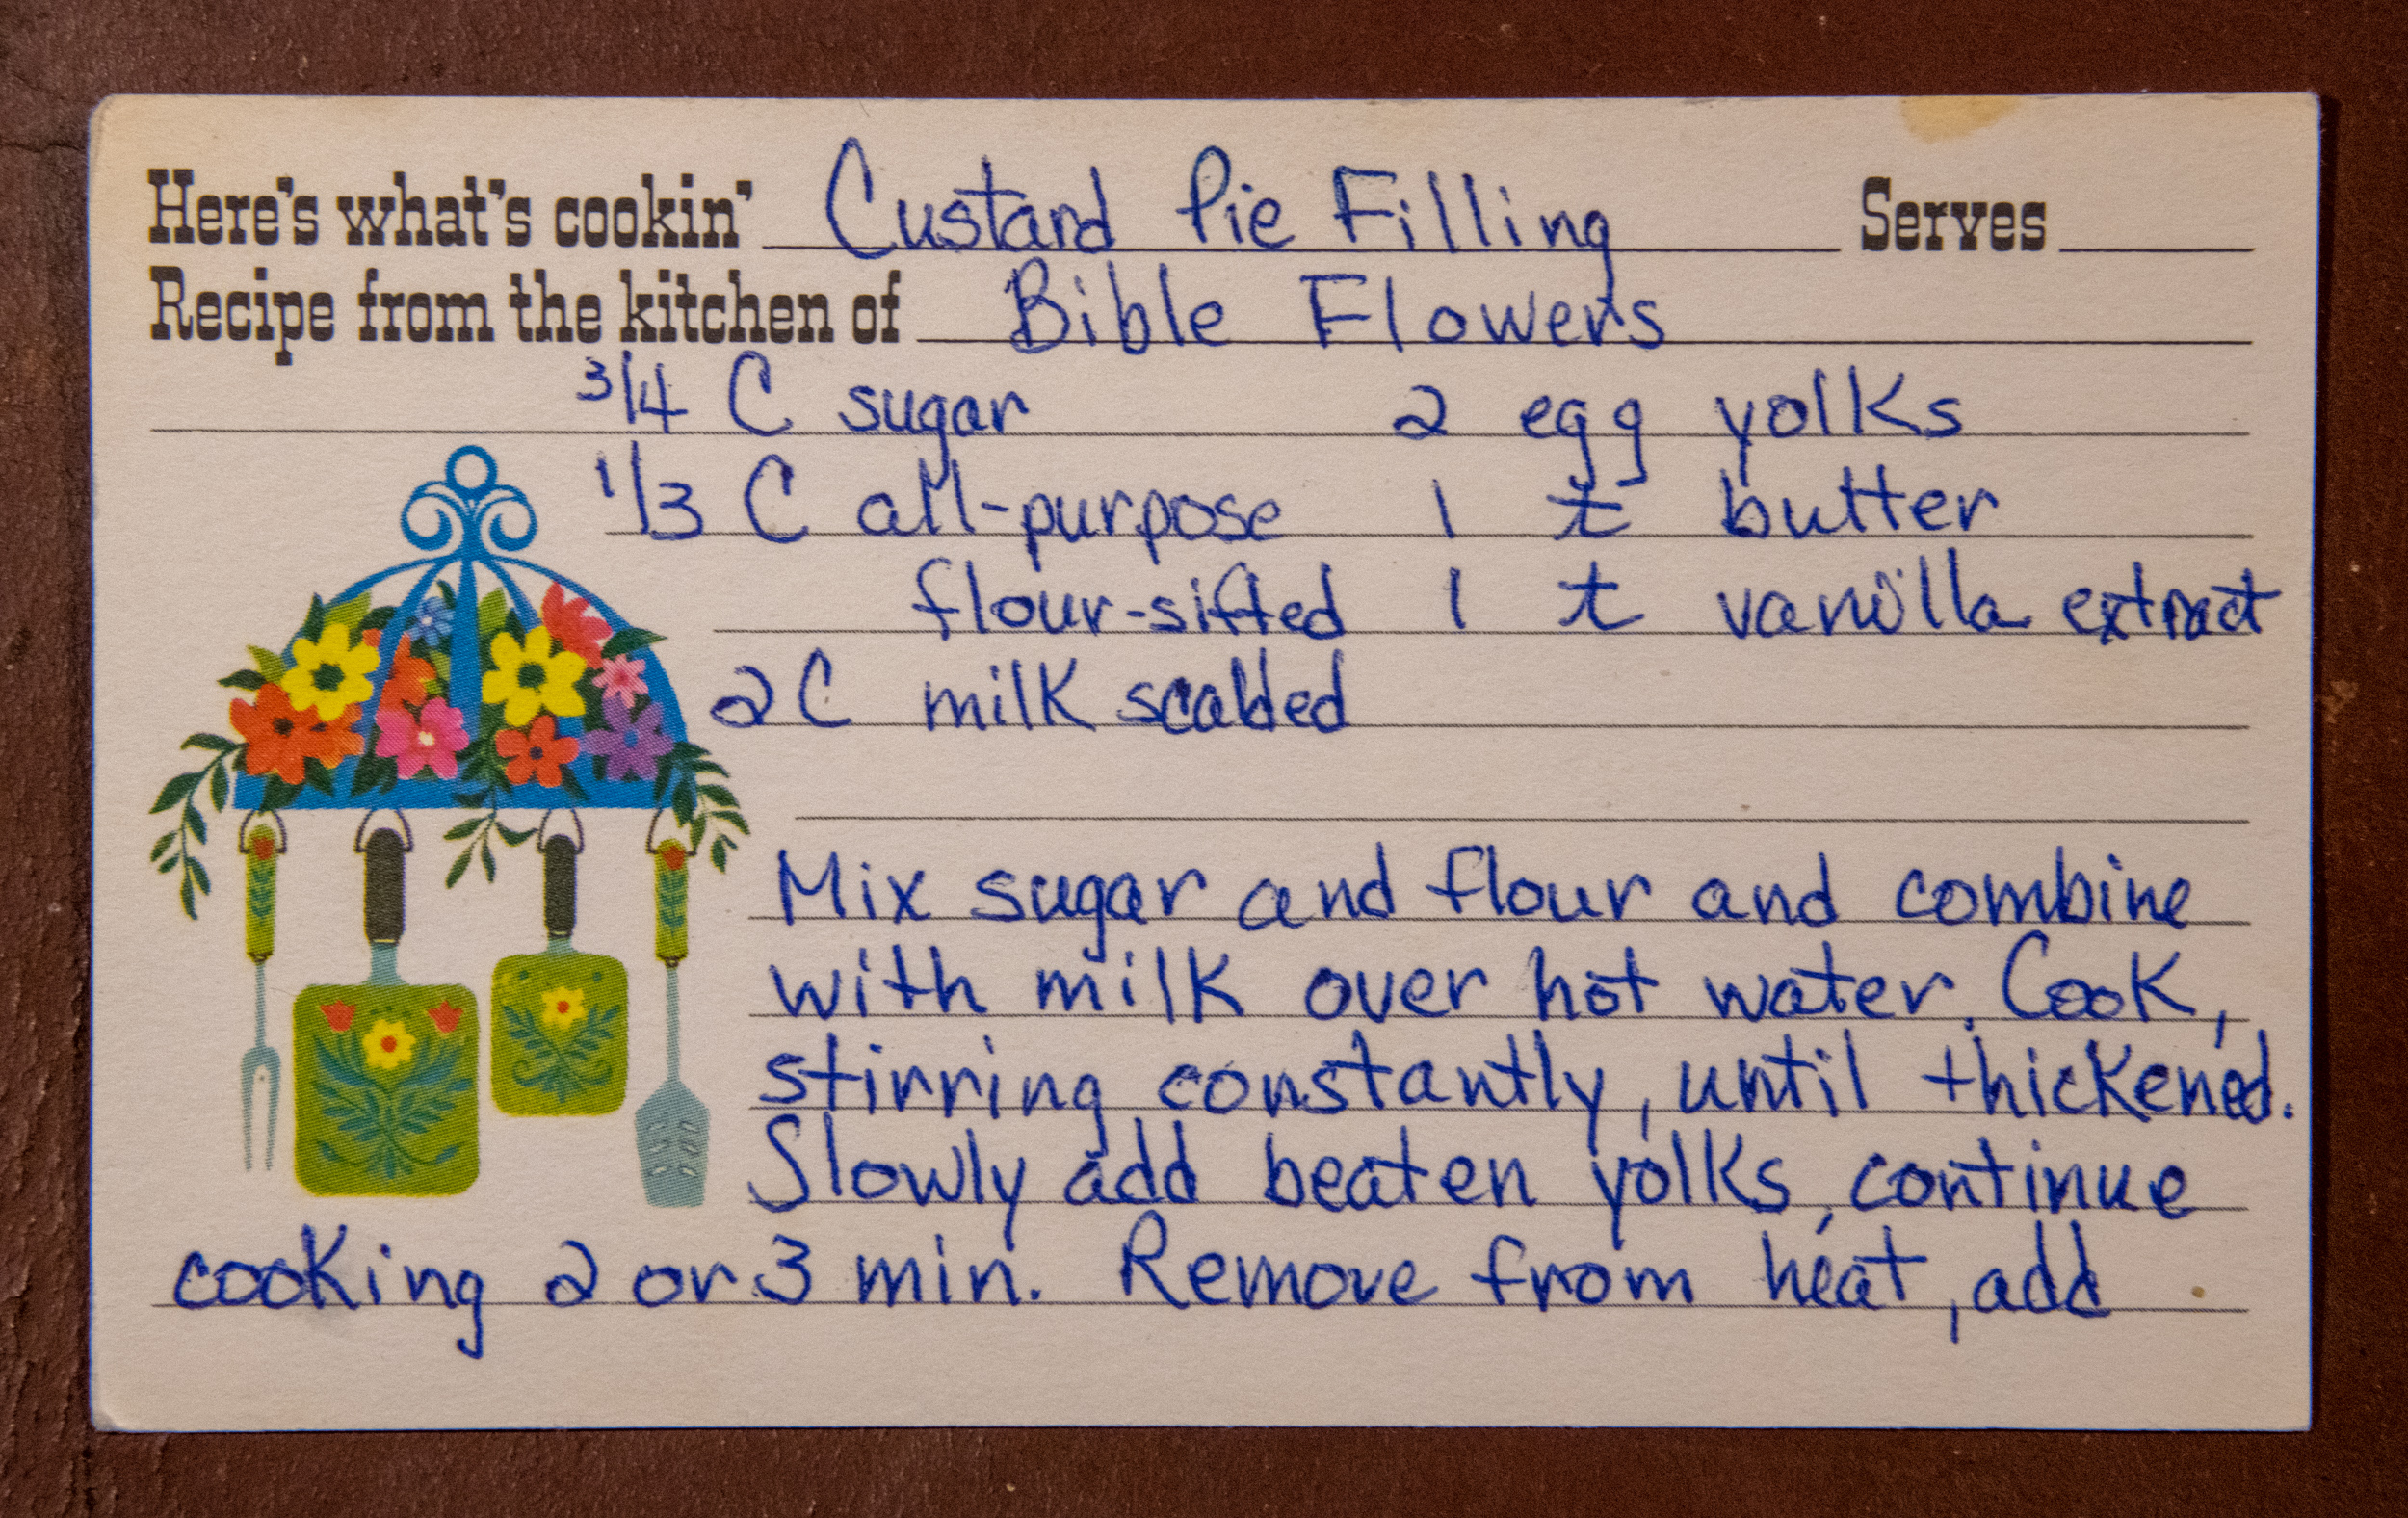 Here's what's cookin' Custard Pie Filling Serves
Recipe from the kitchen of Bible Flowers
3/4 C sugar 2 egg yolks
1/3 C all-purpose 1 t butter
flour-sifted 1 t vanilla extract
2 C milk scalded
Mix sugar and flour and combine
with milk over hot water. Cook,
stirring constantly, until thickened.
Slowly add beaten yolks, continue
cooking 2 or 3 min. Remove from heat, add